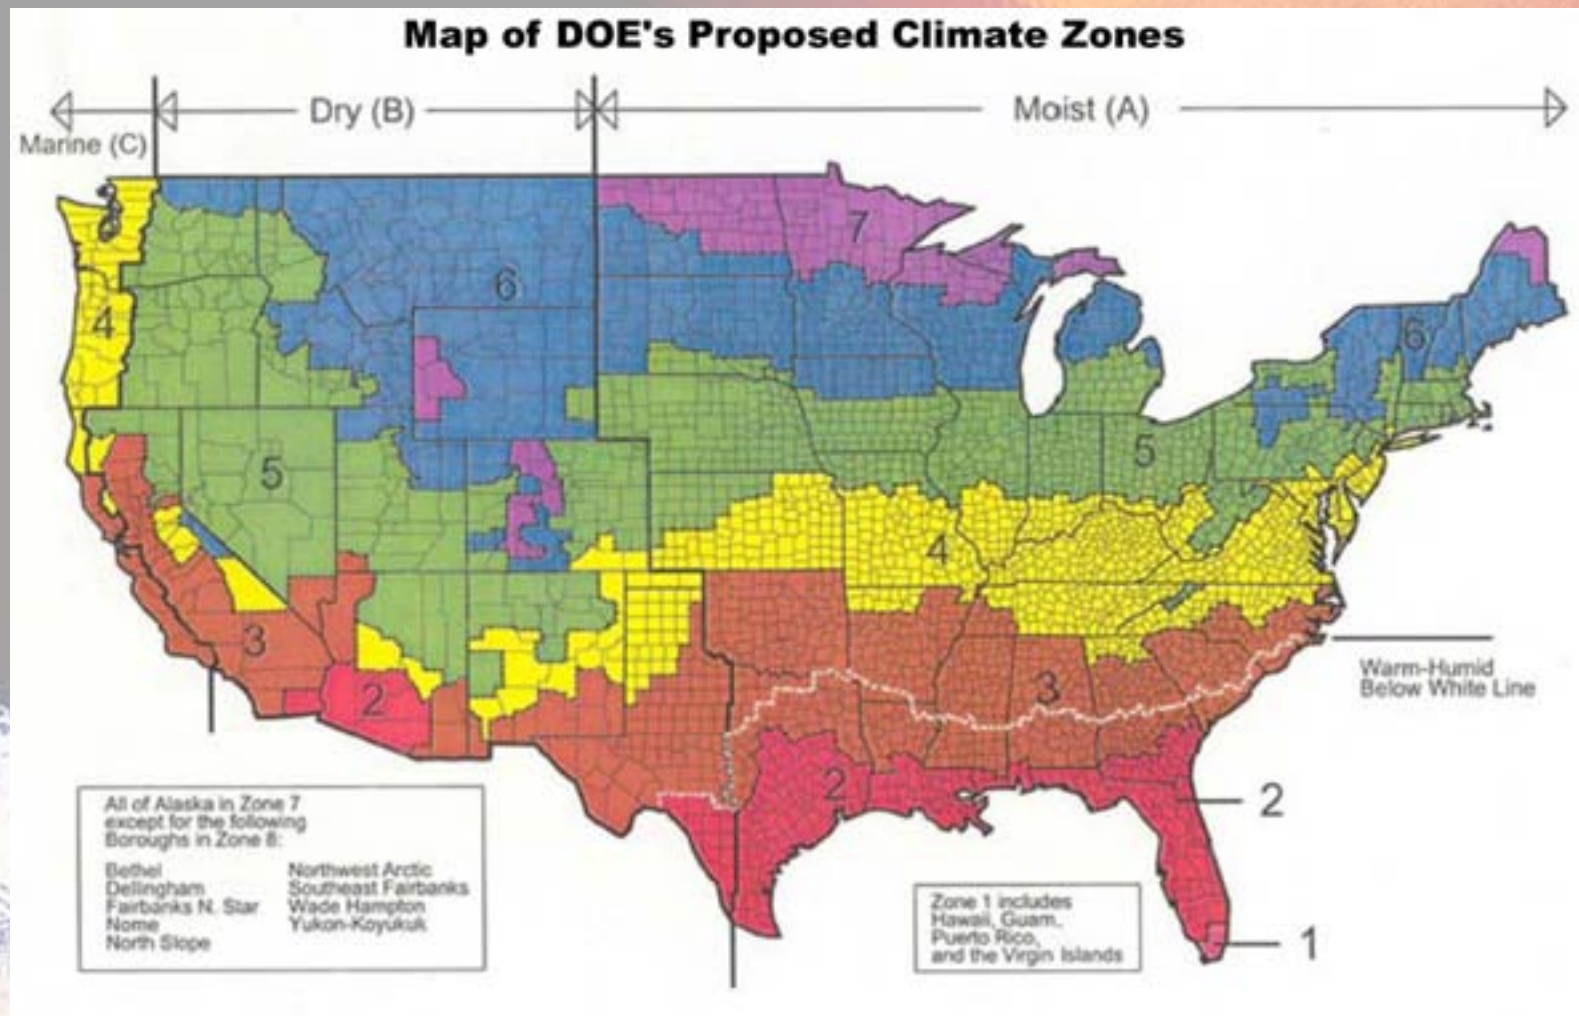 Map of DOE's Proposed Climate Zones
Marine (C)
Dry (B)
Moist (A)
7
6
4
6
5
5
4
3
3
2
2
Warm-Humid
Below White Line
2
1
All of Alaska in Zone 7
except for the following
Boroughs in Zone 8:
Bethel
Dellingham
Fairbanks N. Star
Nome
North Slope
Northwest Arctic
Southeast Fairbanks
Wade Hampton
Yukon-Koyukuk
Zone 1 includes
Hawaii, Guam,
Puerto Rico,
and the Virgin Islands